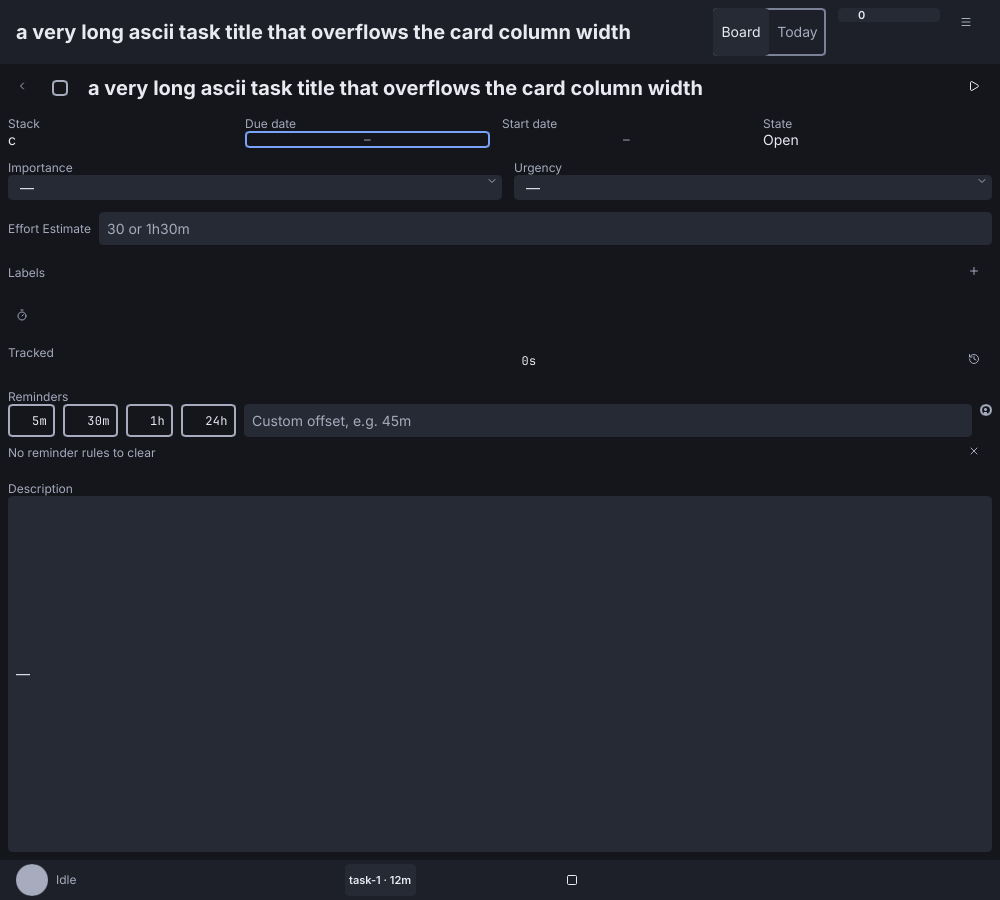 a very long ascii task title that overflows the card column width
Board Today
0
a very long ascii task title that overflows the card column width
Stack Due date Start date State
c – – Open
Importance Urgency
— —
Effort Estimate 30 or 1h30m
Labels
Tracked
0s
Reminders
5m 30m 1h 24h Custom offset, e.g. 45m
No reminder rules to clear
Description
—
Idle task-1 · 12m